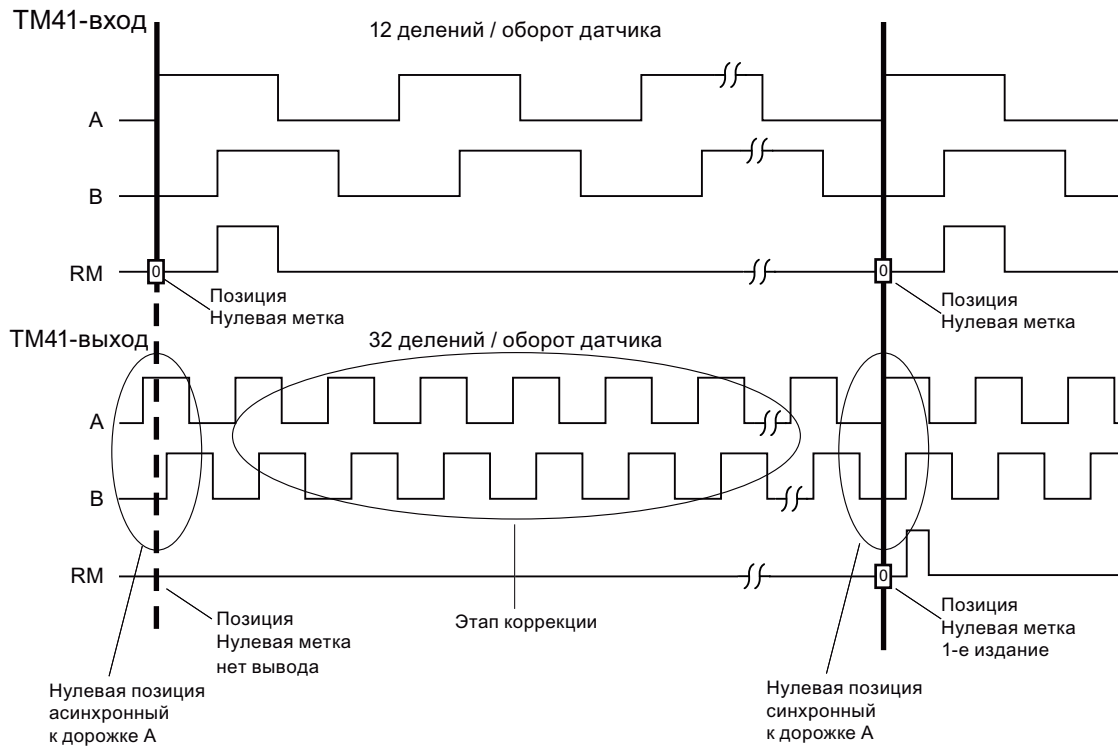 TM41-вход
12 делений / оборот датчика
A
B
RM
0
0
Позиция
Нулевая метка
Позиция
Нулевая метка
TM41-выход
32 делений / оборот датчика
A
B
RM
0
Позиция
Нулевая метка
нет вывода
Этап коррекции
Позиция
Нулевая метка
1-е издание
Нулевая позиция
асинхронный
к дорожке A
Нулевая позиция
синхронный
к дорожке A